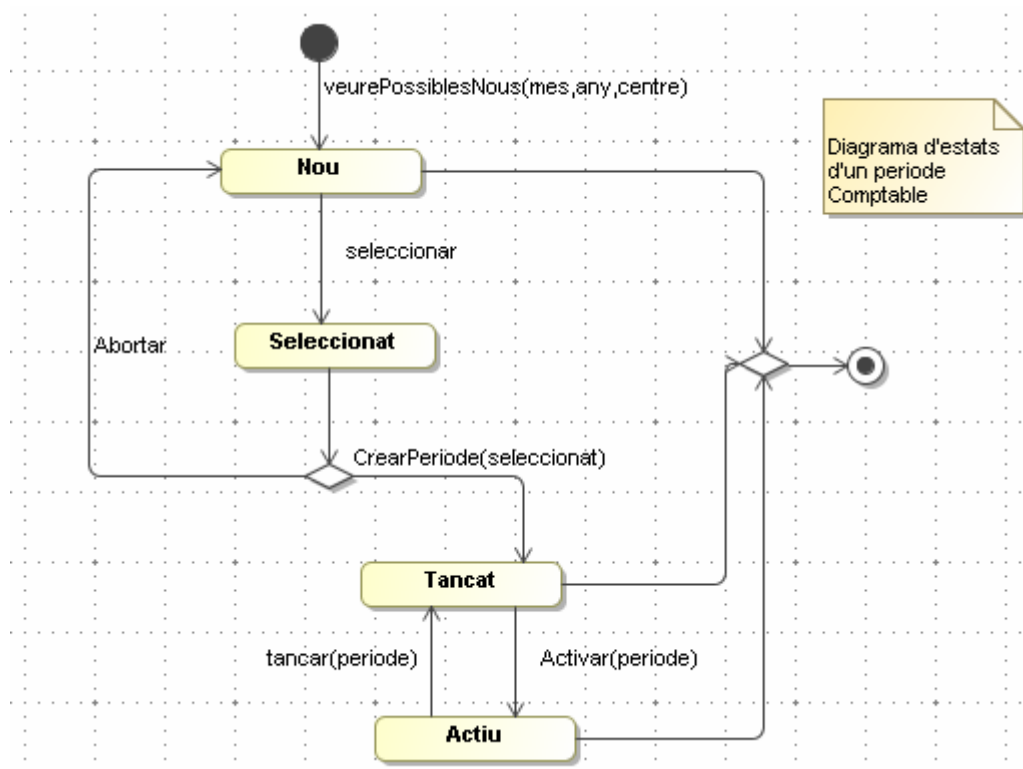 veurePossiblesNous(mes,any,centre)
Diagrama d'estats
d'un periode
Comptable
Nou
seleccionar
Seleccionat
Abortar
CrearPeriode(seleccionat)
Tancat
tancar(periode)
Activar(periode)
Actiu